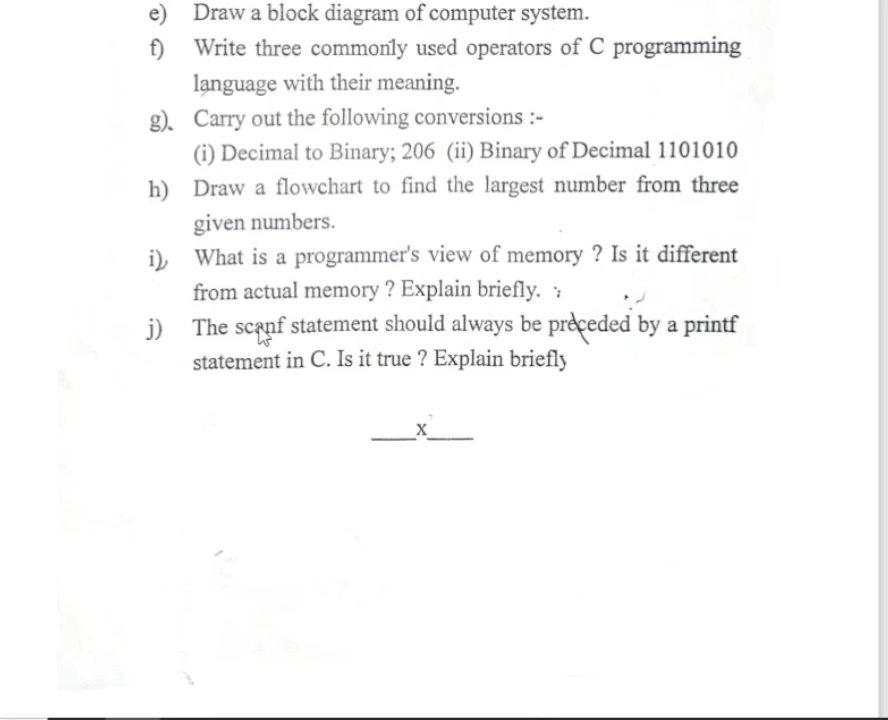 e) Draw a block diagram of computer system.
f) Write three commonly used operators of C programming
language with their meaning.
g) Carry out the following conversions :-
(i) Decimal to Binary; 206 (ii) Binary of Decimal 1101010
h) Draw a flowchart to find the largest number from three
given numbers.
i) What is a programmer's view of memory ? Is it different
from actual memory ? Explain briefly.
j) The scanf statement should always be preceded by a printf
statement in C. Is it true ? Explain briefly
____x____